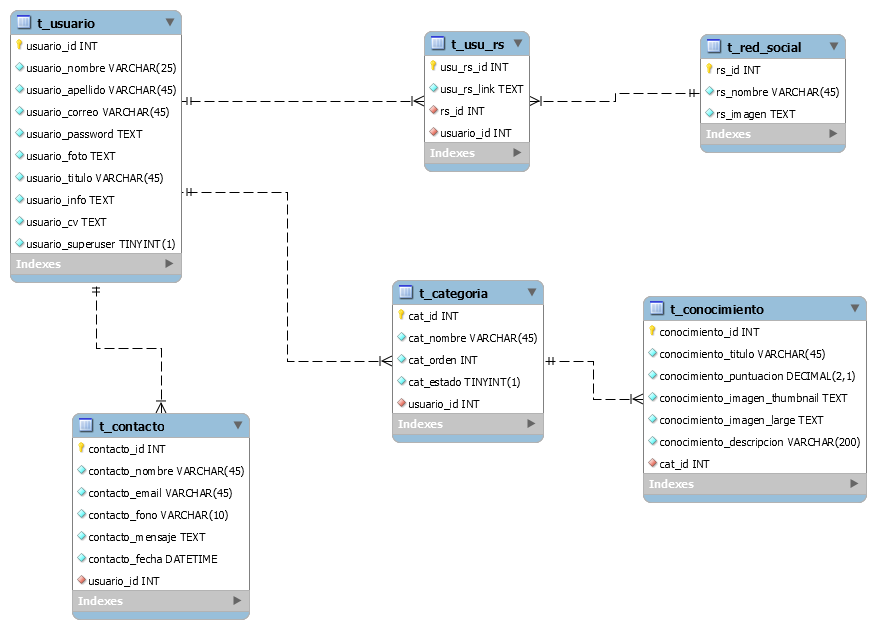 t_usuario
usuario_id INT
usuario_nombre VARCHAR(25)
usuario_apellido VARCHAR(45)
usuario_correo VARCHAR(45)
usuario_password TEXT
usuario_foto TEXT
usuario_titulo VARCHAR(45)
usuario_info TEXT
usuario_cv TEXT
usuario_superuser TINYINT(1)
Indexes
t_usu_rs
usu_rs_id INT
usu_rs_link TEXT
rs_id INT
usuario_id INT
Indexes
t_red_social
rs_id INT
rs_nombre VARCHAR(45)
rs_imagen TEXT
Indexes
t_categoria
cat_id INT
cat_nombre VARCHAR(45)
cat_orden INT
cat_estado TINYINT(1)
usuario_id INT
Indexes
t_conocimiento
conocimiento_id INT
conocimiento_titulo VARCHAR(45)
conocimiento_puntuacion DECIMAL(2,1)
conocimiento_imagen_thumbnail TEXT
conocimiento_imagen_large TEXT
conocimiento_descripcion VARCHAR(200)
cat_id INT
Indexes
t_contacto
contacto_id INT
contacto_nombre VARCHAR(45)
contacto_email VARCHAR(45)
contacto_fono VARCHAR(10)
contacto_mensaje TEXT
contacto_fecha DATETIME
usuario_id INT
Indexes